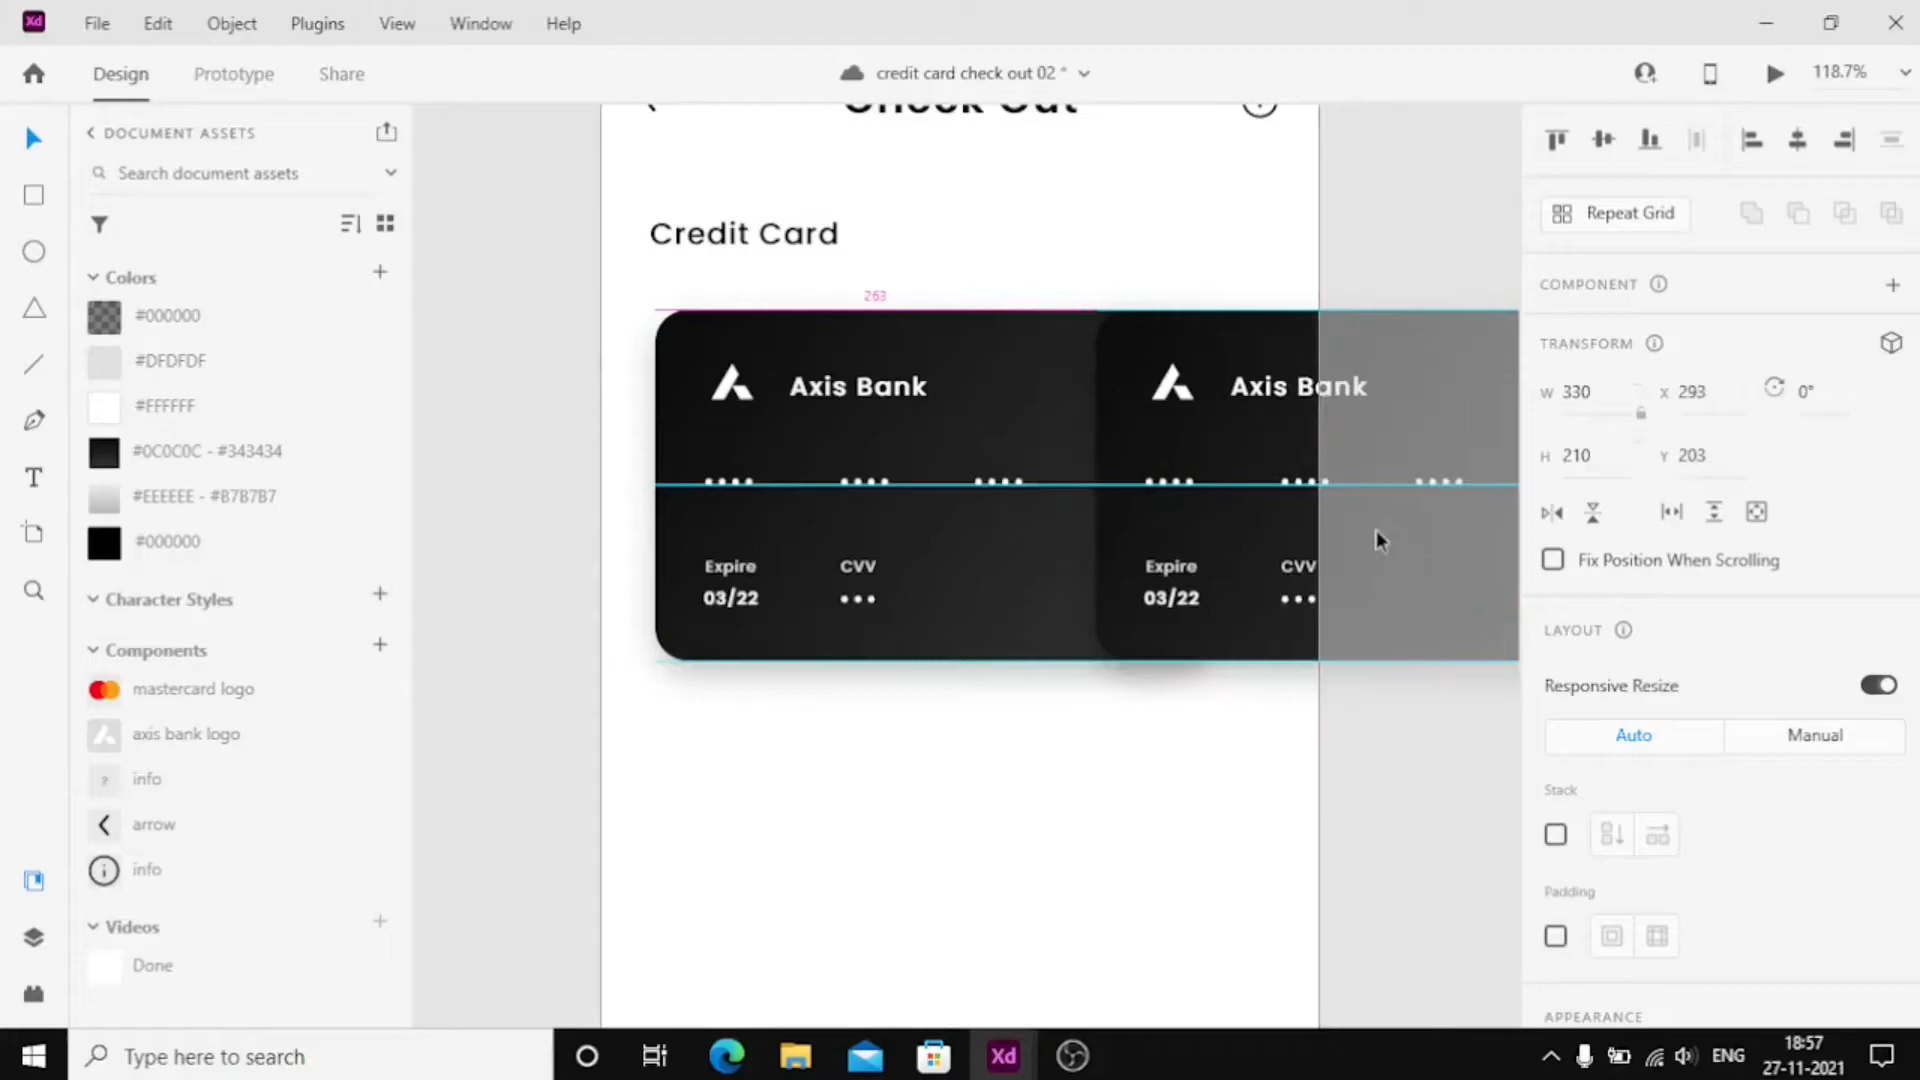 Xd File Edit Object Plugins View Window Help
Design Prototype Share credit card check out 02 * 118.7%
DOCUMENT ASSETS
Search document assets
Colors
#000000
#DFDFDF
#FFFFFF
#0C0C0C - #343434
#EEEEEE - #B7B7B7
#000000
Character Styles
Components
mastercard logo
axis bank logo
? info
arrow
i info
Videos
Done
Check Out
Credit Card
263
Axis Bank
Expire CVV
03/22
Axis Bank
Expire CVV
03/22
Repeat Grid
COMPONENT
TRANSFORM
W 330 X 293 0°
H 210 Y 203
Fix Position When Scrolling
LAYOUT
Responsive Resize
Auto Manual
Stack
Padding
APPEARANCE
Type here to search
Xd
ENG
18:57
27-11-2021